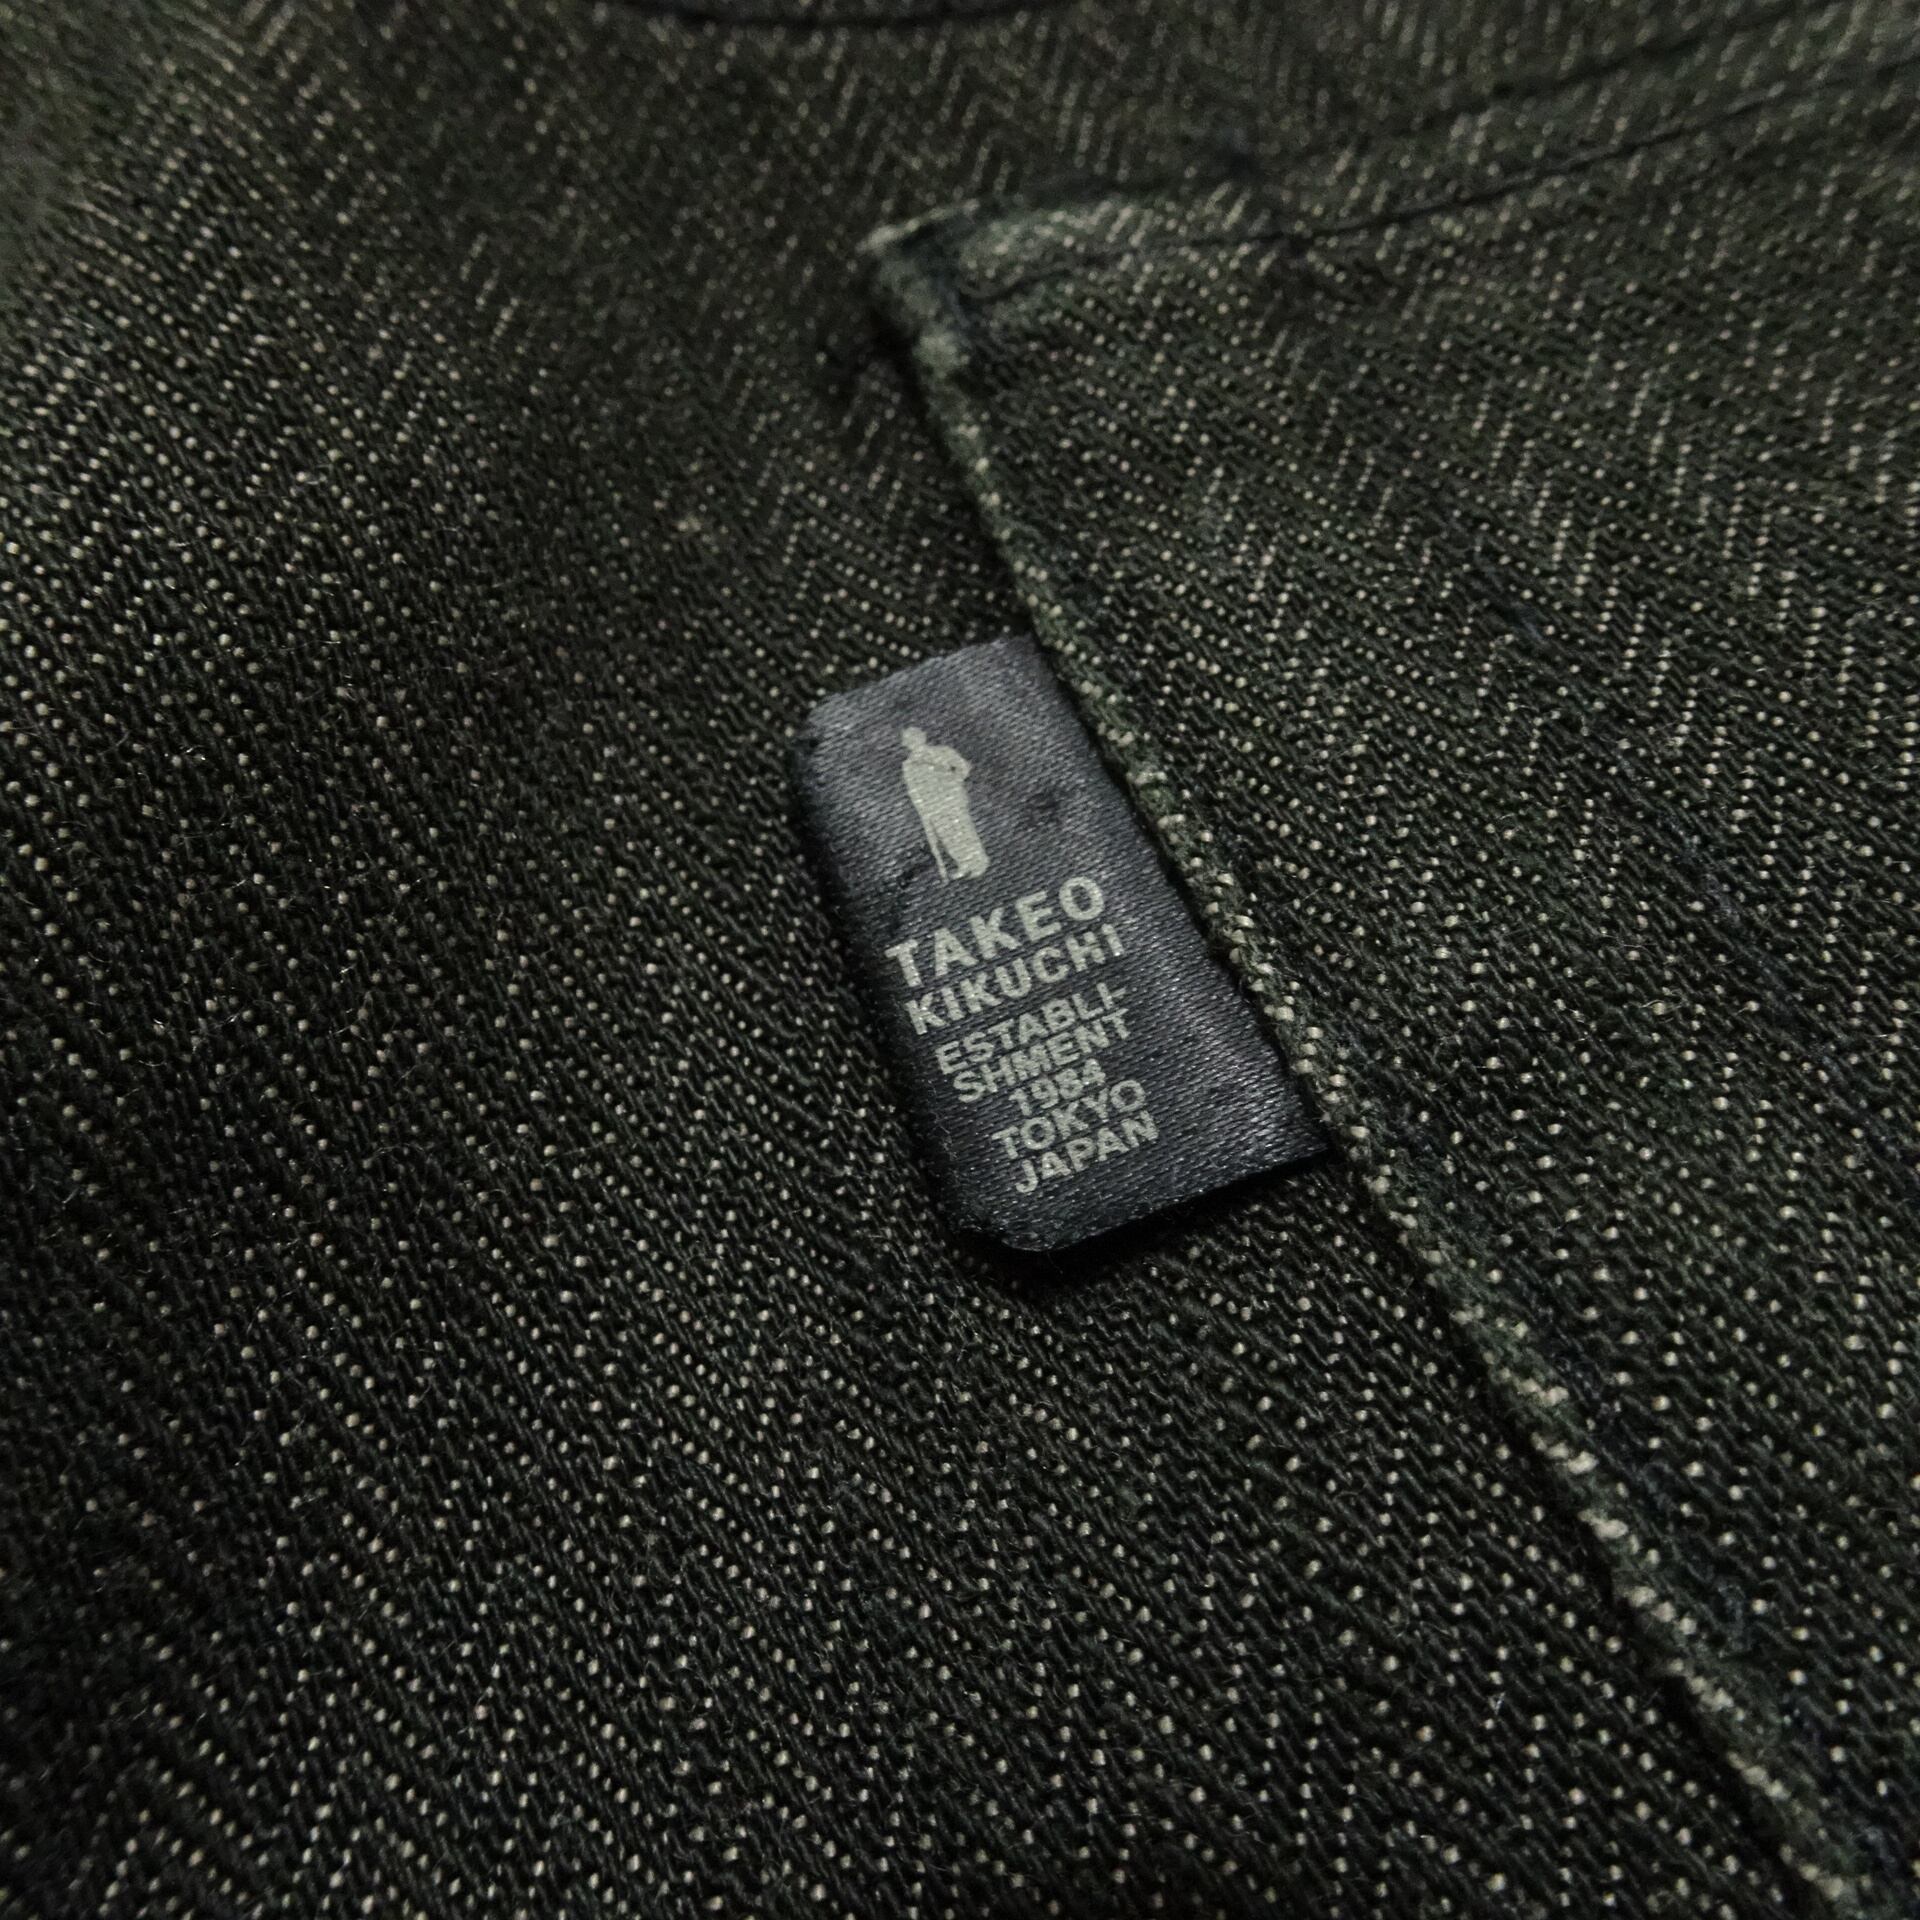 TAKEO
KIKUCHI
ESTABLI-
SHMENT
1984
TOKYO
JAPAN